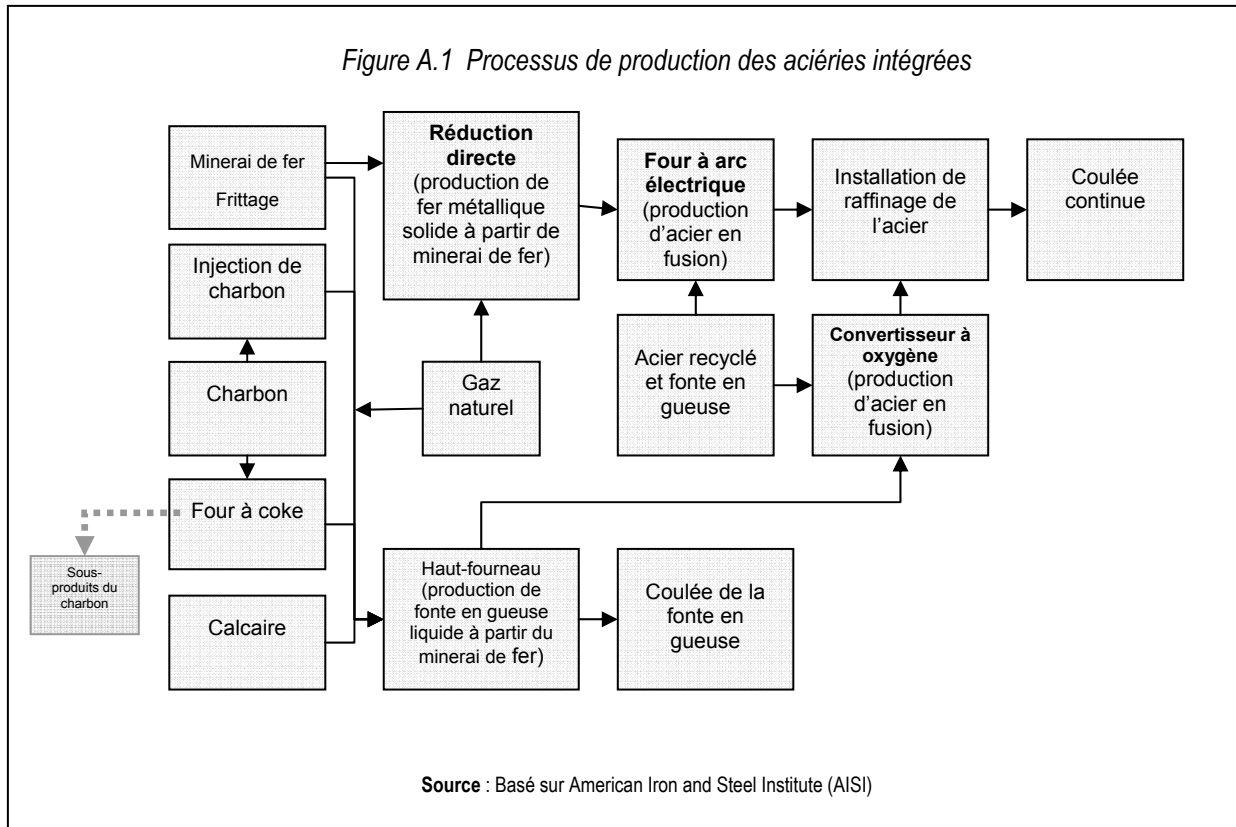 Figure A.1 Processus de production des aciéries intégrées
Minerai de fer
Frittage
Réduction
directe
(production de
fer métallique
solide à partir de
minerai de fer)
Four à arc
électrique
(production
d'acier en
fusion)
Installation de
raffinage de
l'acier
Coulée
continue
Injection de
charbon
Charbon
Gaz
naturel
Acier recyclé
et fonte en
gueuse
Convertisseur à
oxygène
(production
d'acier en
fusion)
Four à coke
Sous-
produits du
charbon
Calcaire
Haut-fourneau
(production de
fonte en gueuse
liquide à partir du
minerai de fer)
Coulée de la
fonte en
gueuse
Source : Basé sur American Iron and Steel Institute (AISI)